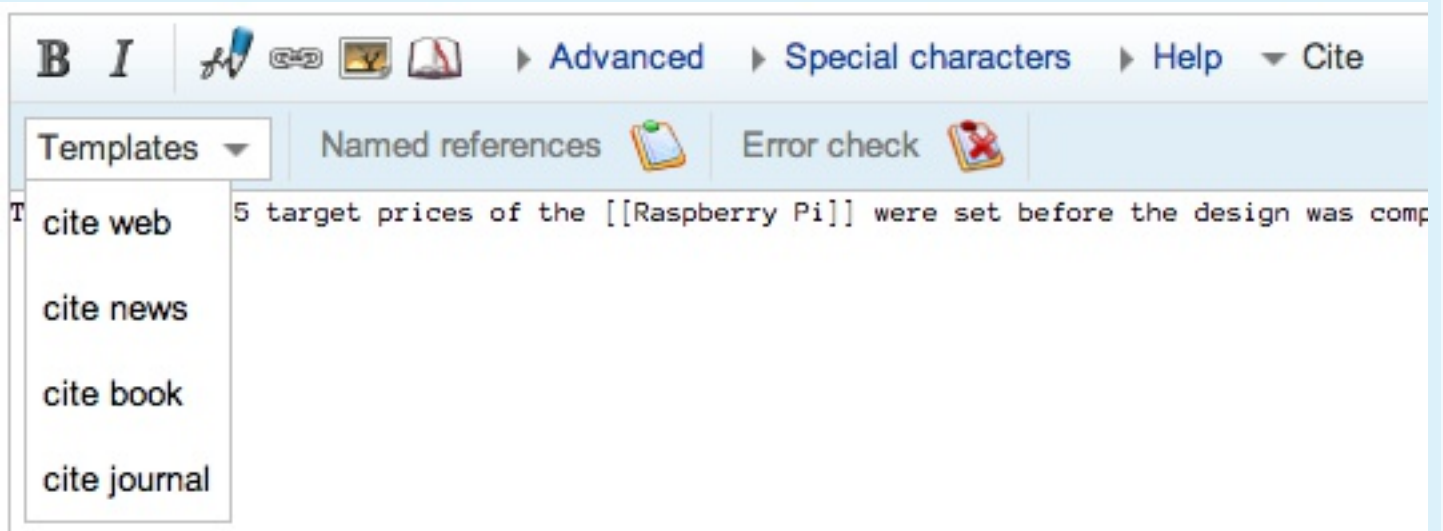 B I Advanced Special characters Help Cite
Templates Named references Error check
T 5 target prices of the [[Raspberry Pi]] were set before the design was comp
cite web
cite news
cite book
cite journal